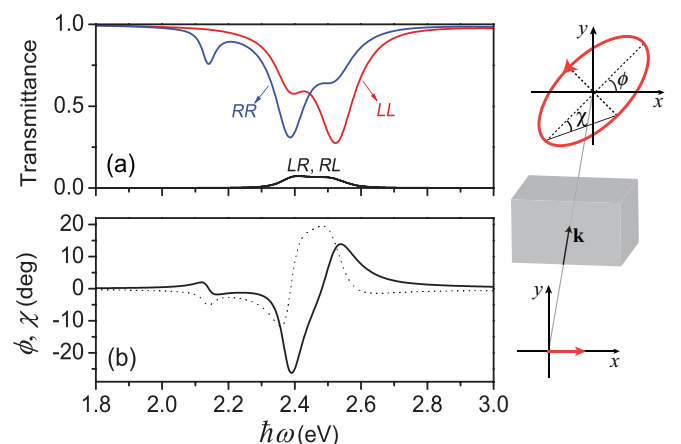 1.0
0.5
0.0
Transmittance
RR
LL
LR, RL
(a)
20
10
0
-10
-20
ϕ, χ (deg)
(b)
1.8 2.0 2.2 2.4 2.6 2.8 3.0
ħω (eV)
y
ϕ
x
χ
k
y
x